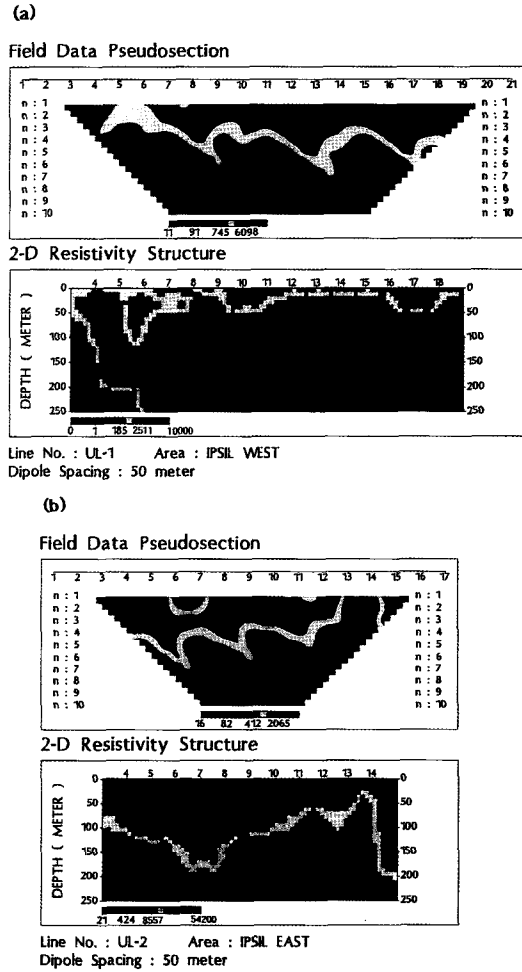 (a)
Field Data Pseudosection
1 2 3 4 5 6 7 8 9 10 11 12 13 14 15 16 17 18 19 20 21
n : 1 n : 1
n : 2 n : 2
n : 3 n : 3
n : 4 n : 4
n : 5 n : 5
n : 6 n : 6
n : 7 n : 7
n : 8 n : 8
n : 9 n : 9
n : 10 n : 10
11 91 745 6098
2-D Resistivity Structure
4 5 6 7 8 9 10 11 12 13 14 15 16 17 18
0 0
50 50
100 100
150 150
200 200
250 250
DEPTH ( METER )
0 1 185 2511 10000
Line No. : UL-1 Area : IPSIL WEST
Dipole Spacing : 50 meter
(b)
Field Data Pseudosection
1 2 3 4 5 6 7 8 9 10 11 12 13 14 15 16 17
n : 1 n : 1
n : 2 n : 2
n : 3 n : 3
n : 4 n : 4
n : 5 n : 5
n : 6 n : 6
n : 7 n : 7
n : 8 n : 8
n : 9 n : 9
n : 10 n : 10
16 82 412 2065
2-D Resistivity Structure
4 5 6 7 8 9 10 11 12 13 14
0 0
50 50
100 100
150 150
200 200
250 250
DEPTH ( METER )
21 424 8557 54200
Line No. : UL-2 Area : IPSIL EAST
Dipole Spacing : 50 meter